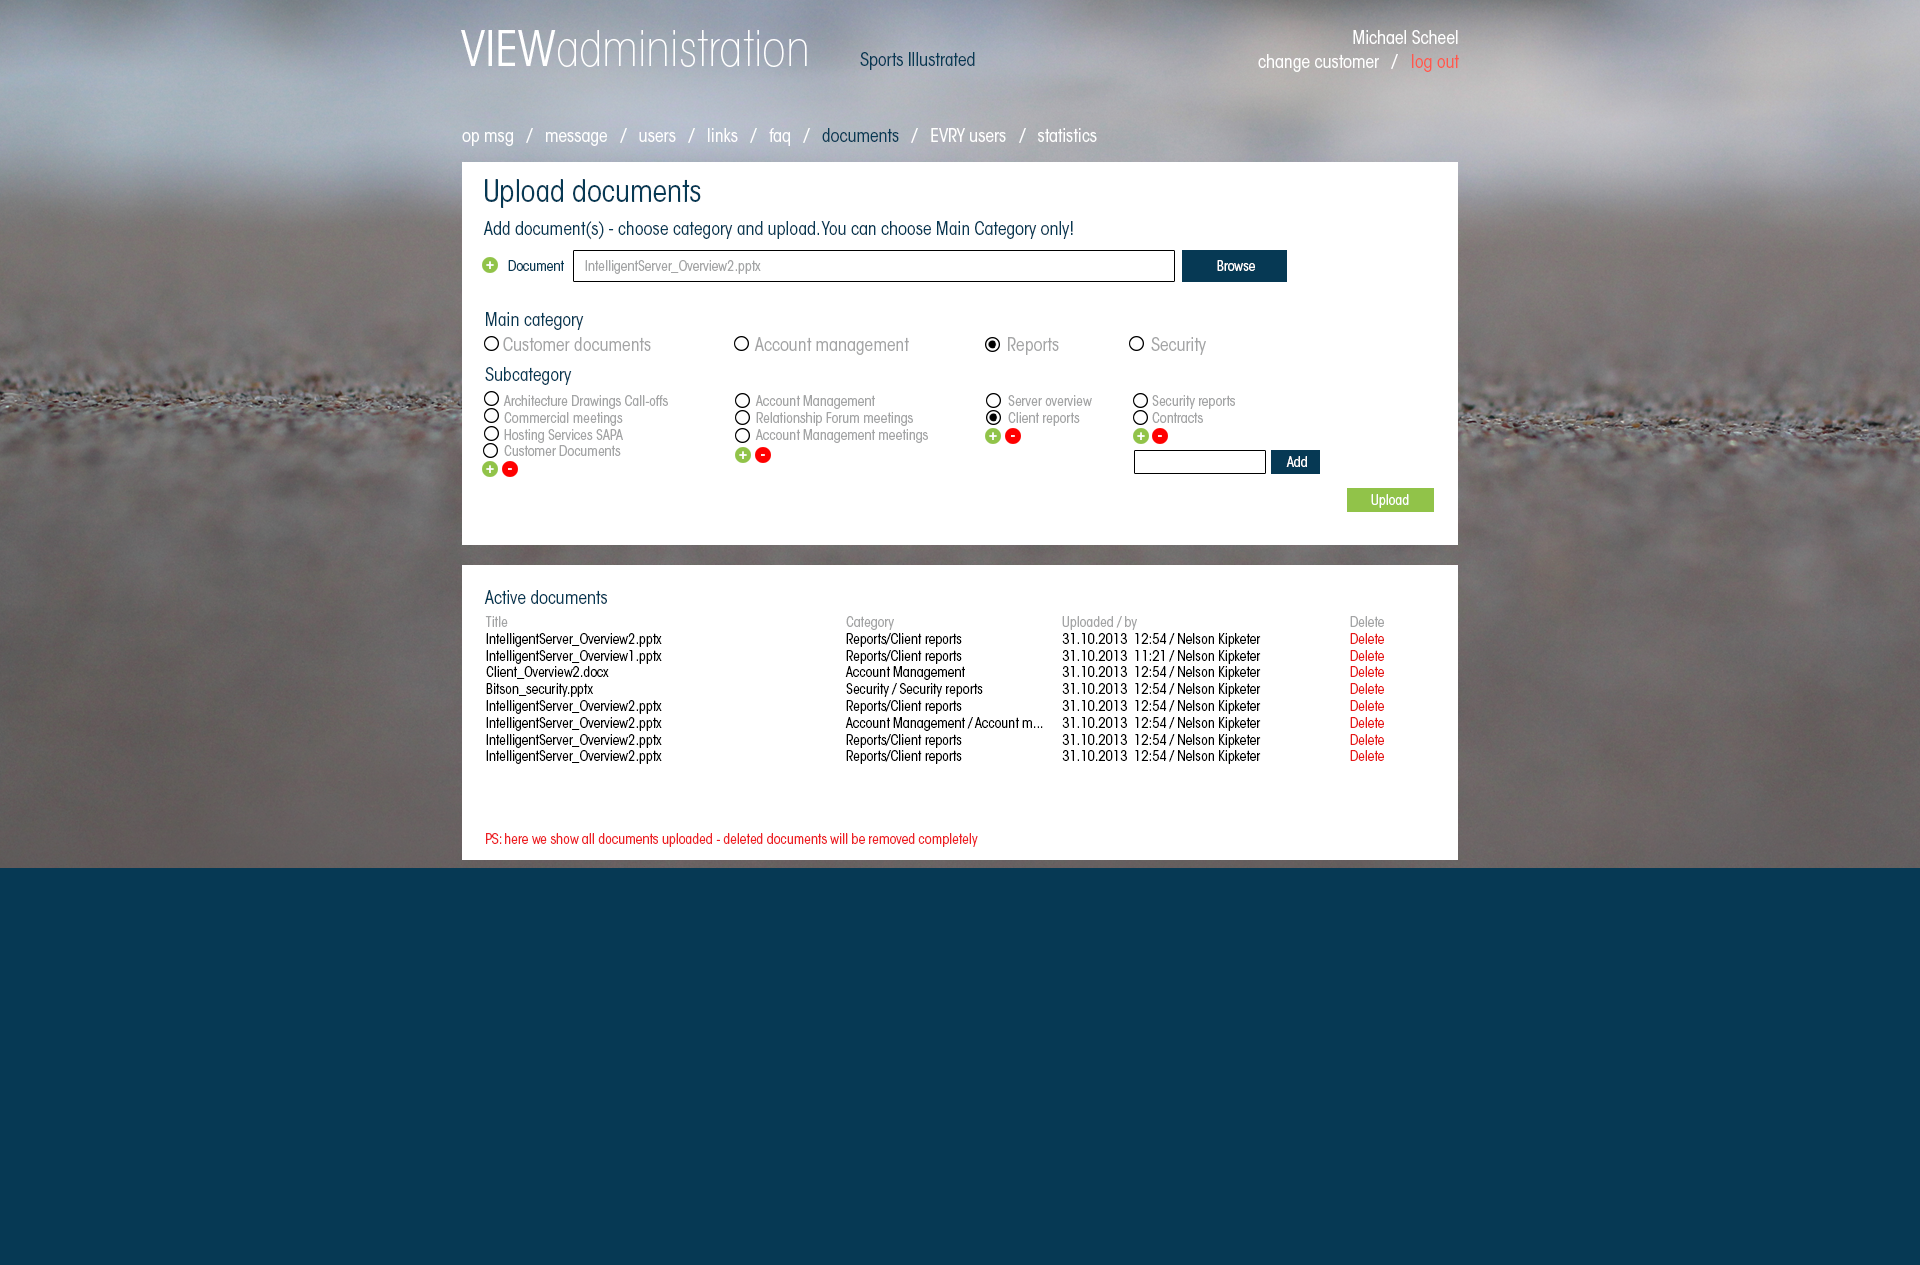 VIEWadministration
Sports Illustrated
Michael Scheel
change customer / log out
op msg / message / users / links / faq / documents / EVRY users / statistics
Upload documents
Add document(s) - choose category and upload. You can choose Main Category only!
+ Document IntelligentServer_Overview2.pptx Browse
Main category
Customer documents Account management Reports Security
Subcategory
Architecture Drawings Call-offs Account Management Server overview Security reports
Commercial meetings Relationship Forum meetings Client reports Contracts
Hosting Services SAPA Account Management meetings + - + -
Customer Documents + -
+ - Add
Upload
Active documents
Title Category Uploaded / by Delete
IntelligentServer_Overview2.pptx Reports/Client reports 31.10.2013 12:54 / Nelson Kipketer Delete
IntelligentServer_Overview1.pptx Reports/Client reports 31.10.2013 11:21 / Nelson Kipketer Delete
Client_Overview2.docx Account Management 31.10.2013 12:54 / Nelson Kipketer Delete
Bitson_security.pptx Security / Security reports 31.10.2013 12:54 / Nelson Kipketer Delete
IntelligentServer_Overview2.pptx Reports/Client reports 31.10.2013 12:54 / Nelson Kipketer Delete
IntelligentServer_Overview2.pptx Account Management / Account m... 31.10.2013 12:54 / Nelson Kipketer Delete
IntelligentServer_Overview2.pptx Reports/Client reports 31.10.2013 12:54 / Nelson Kipketer Delete
IntelligentServer_Overview2.pptx Reports/Client reports 31.10.2013 12:54 / Nelson Kipketer Delete
PS: here we show all documents uploaded - deleted documents will be removed completely